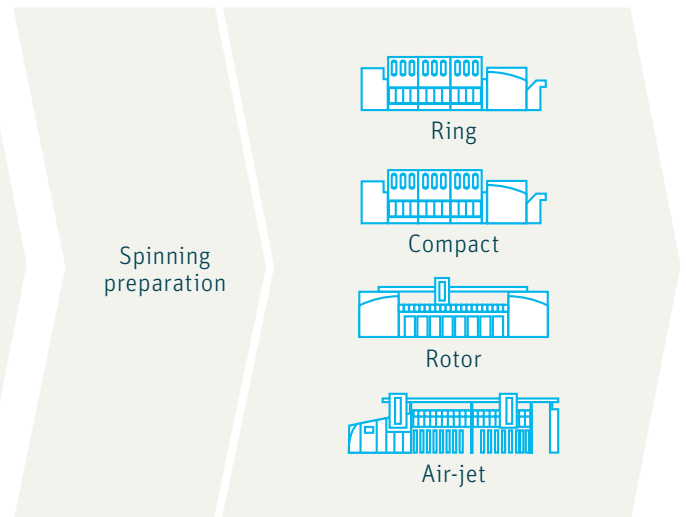 Spinning
preparation
Ring
Compact
Rotor
Air-jet